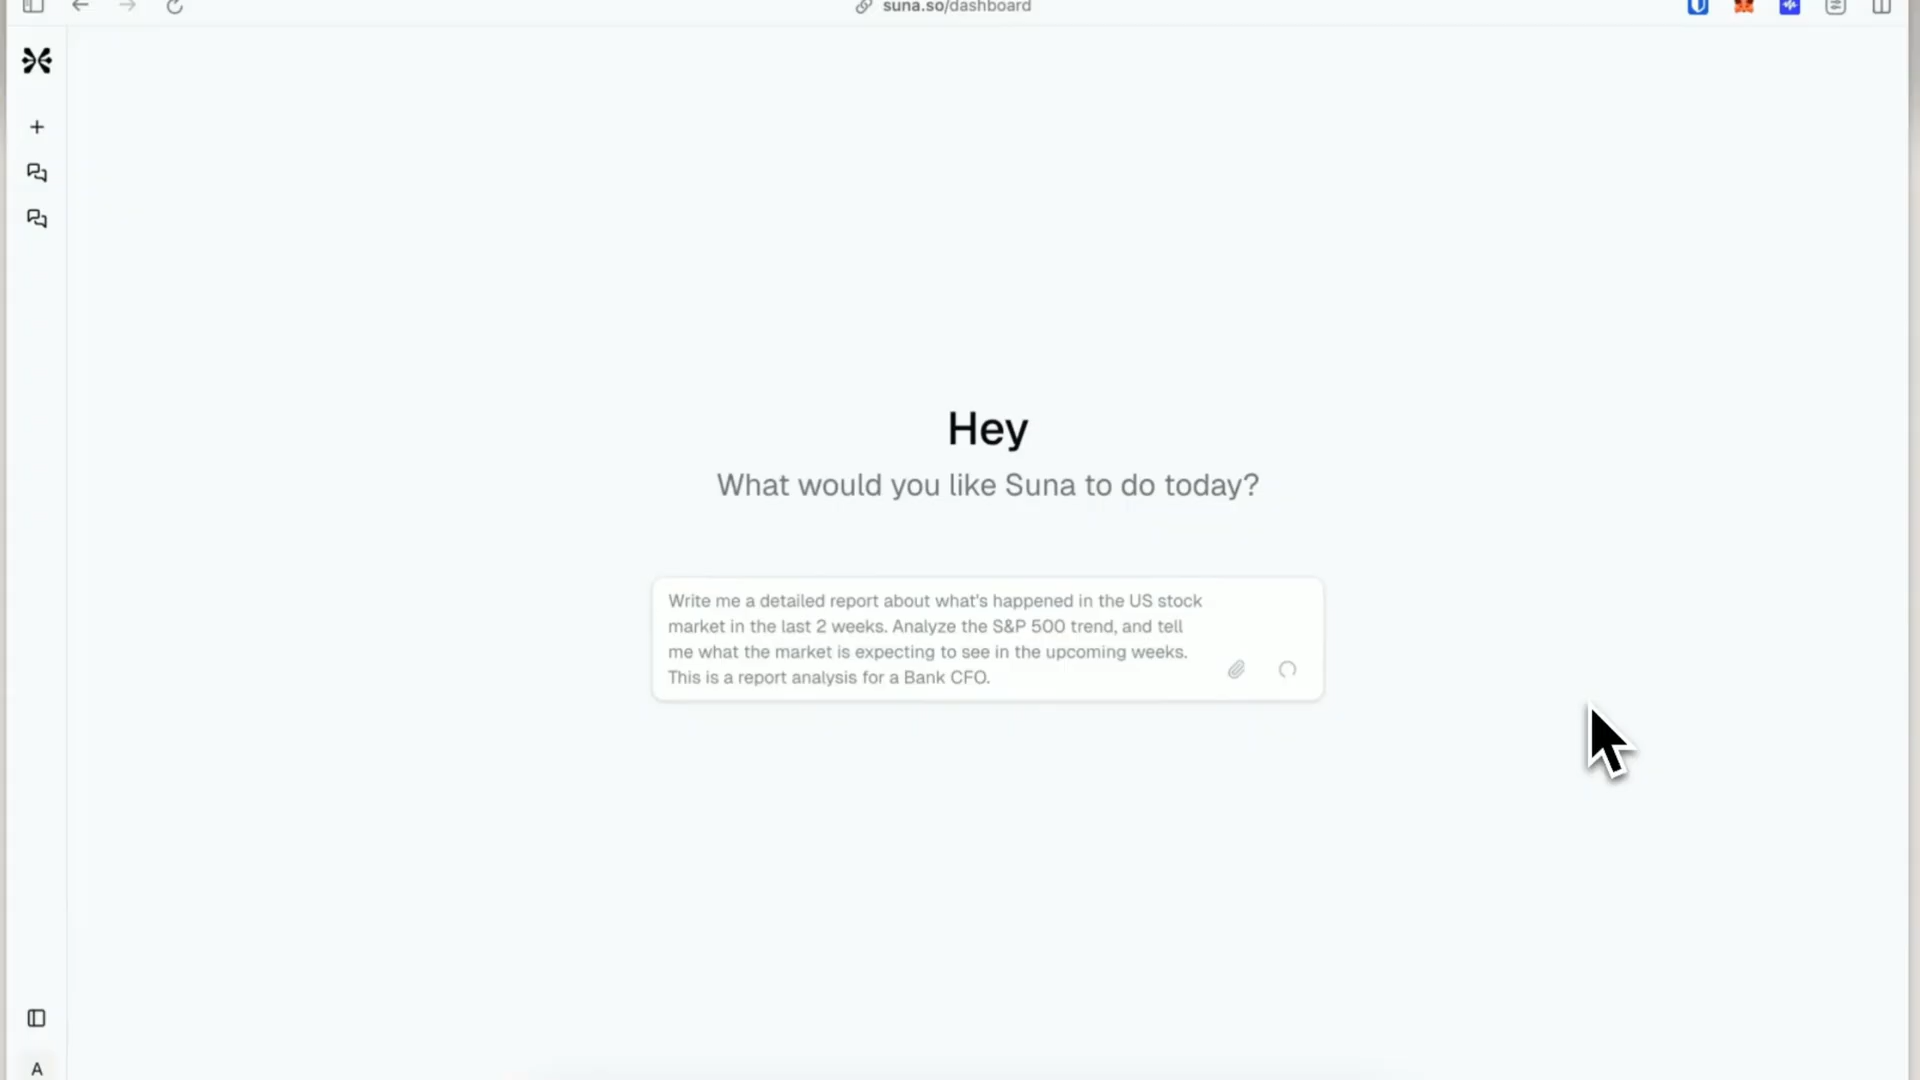 suna.so/dashboard
Hey
What would you like Suna to do today?
Write me a detailed report about what's happened in the US stock
market in the last 2 weeks. Analyze the S&P 500 trend, and tell
me what the market is expecting to see in the upcoming weeks.
This is a report analysis for a Bank CFO.
A